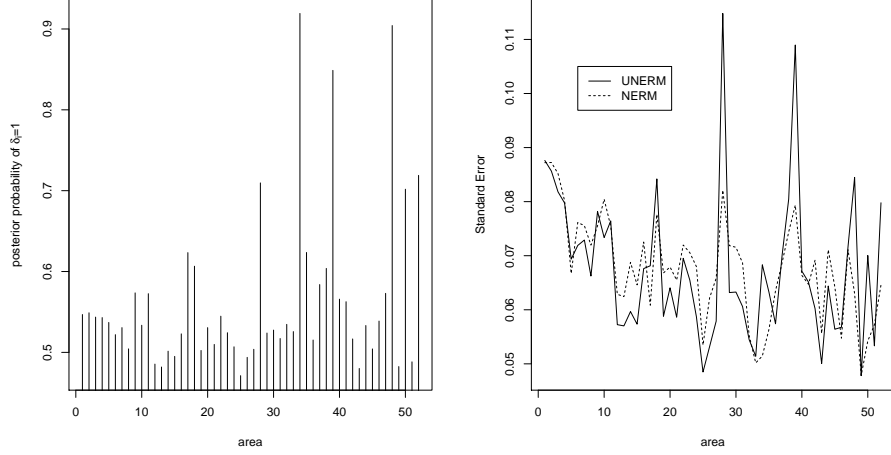 posterior probability of δi=1
0.9
0.8
0.7
0.6
0.5
0 10 20 30 40 50
area
Standard Error
0.11
0.10
0.09
0.08
0.07
0.06
0.05
UNERM
NERM
0 10 20 30 40 50
area